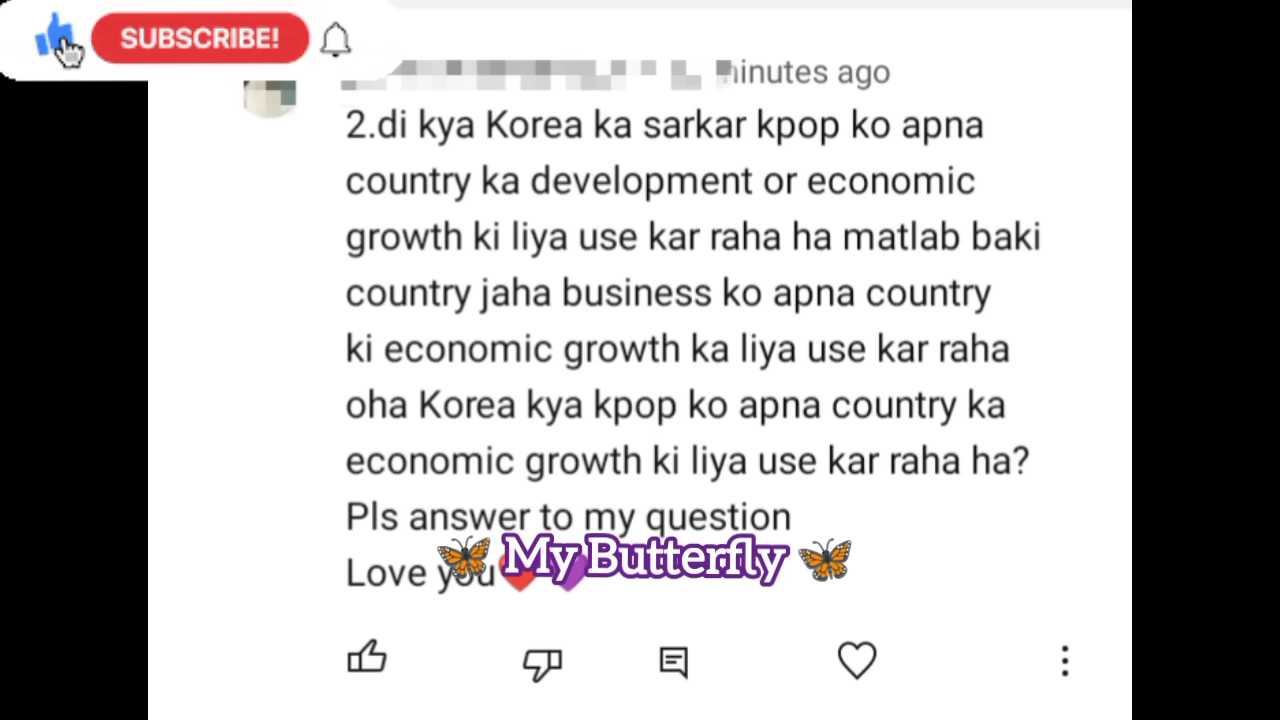 SUBSCRIBE!
minutes ago
2.di kya Korea ka sarkar kpop ko apna
country ka development or economic
growth ki liya use kar raha ha matlab baki
country jaha business ko apna country
ki economic growth ka liya use kar raha
oha Korea kya kpop ko apna country ka
economic growth ki liya use kar raha ha?
Pls answer to my question
My Butterfly
Love you